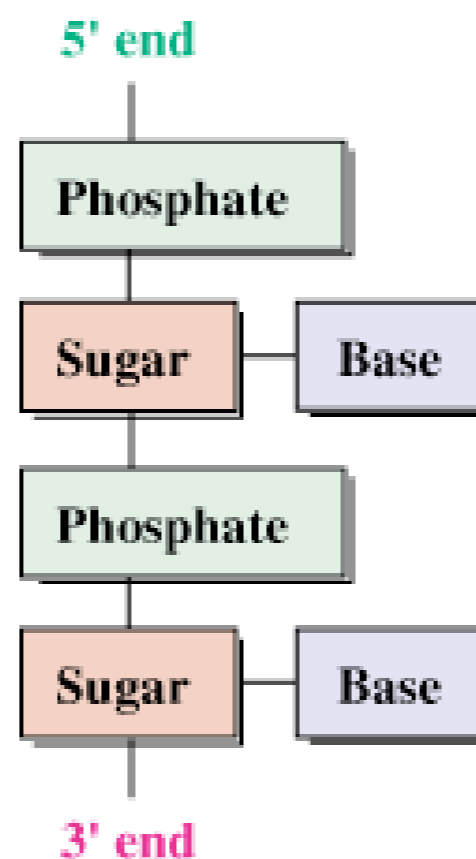 5' end
Phosphate
Sugar Base
Phosphate
Sugar Base
3' end